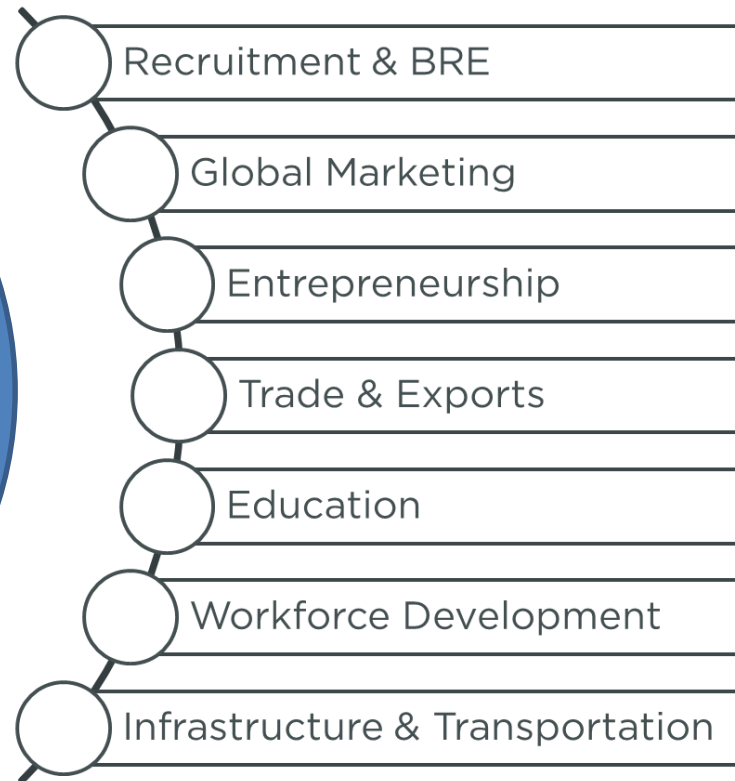 Recruitment & BRE
Global Marketing
Entrepreneurship
Trade & Exports
Education
Workforce Development
Infrastructure & Transportation